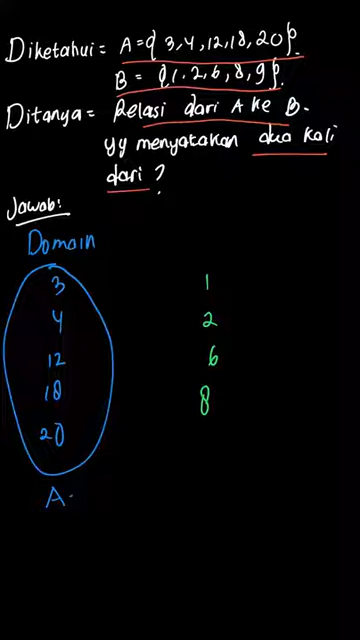 Diketahui = A={3,4,12,18,20}.
B = {1,2,6,8,9}.
Ditanya = Relasi dari A ke B.
yg menyatakan dua kali
dari ?
Jawab:
Domain
3 1
4 2
12 6
18 8
20
A.